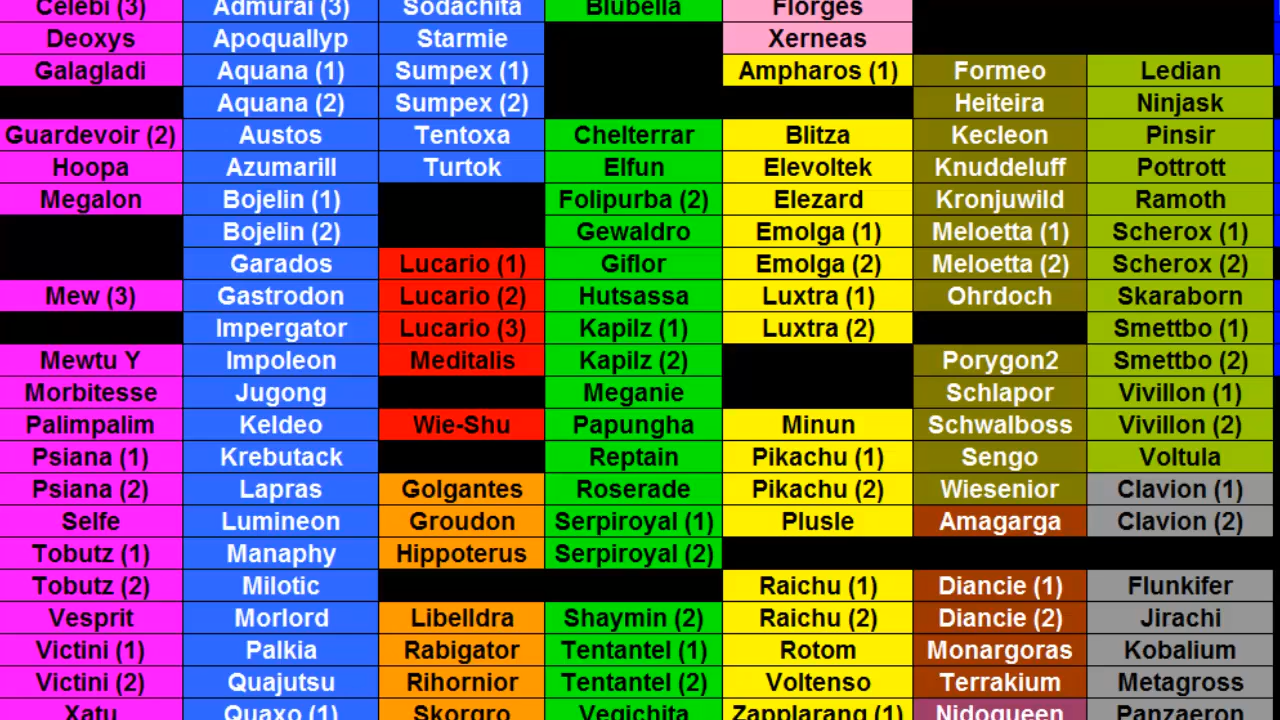 Celebi (3) Admurai (3) Sodachita Blubella Florges
Deoxys Apoquallyp Starmie Xerneas
Galagladi Aquana (1) Sumpex (1) Ampharos (1) Formeo Ledian
Aquana (2) Sumpex (2) Heiteira Ninjask
Guardevoir (2) Austos Tentoxa Chelterrar Blitza Kecleon Pinsir
Hoopa Azumarill Turtok Elfun Elevoltek Knuddeluff Pottrott
Megalon Bojelin (1) Folipurba (2) Elezard Kronjuwild Ramoth
Bojelin (2) Gewaldro Emolga (1) Meloetta (1) Scherox (1)
Garados Lucario (1) Giflor Emolga (2) Meloetta (2) Scherox (2)
Mew (3) Gastrodon Lucario (2) Hutsassa Luxtra (1) Ohrdoch Skaraborn
Impergator Lucario (3) Kapilz (1) Luxtra (2) Smettbo (1)
Mewtu Y Impoleon Meditalis Kapilz (2) Porygon2 Smettbo (2)
Morbitesse Jugong Meganie Schlapor Vivillon (1)
Palimpalim Keldeo Wie-Shu Papungha Minun Schwalboss Vivillon (2)
Psiana (1) Krebutack Reptain Pikachu (1) Sengo Voltula
Psiana (2) Lapras Golgantes Roserade Pikachu (2) Wiesenior Clavion (1)
Selfe Lumineon Groudon Serpiroyal (1) Plusle Amagarga Clavion (2)
Tobutz (1) Manaphy Hippoterus Serpiroyal (2)
Tobutz (2) Milotic Raichu (1) Diancie (1) Flunkifer
Vesprit Morlord Libelldra Shaymin (2) Raichu (2) Diancie (2) Jirachi
Victini (1) Palkia Rabigator Tentantel (1) Rotom Monargoras Kobalium
Victini (2) Quajutsu Rihornior Tentantel (2) Voltenso Terrakium Metagross
Xatu Quaxo (1) Skorgro Vegichita Zapplarang (1) Nidoqueen Panzaeron